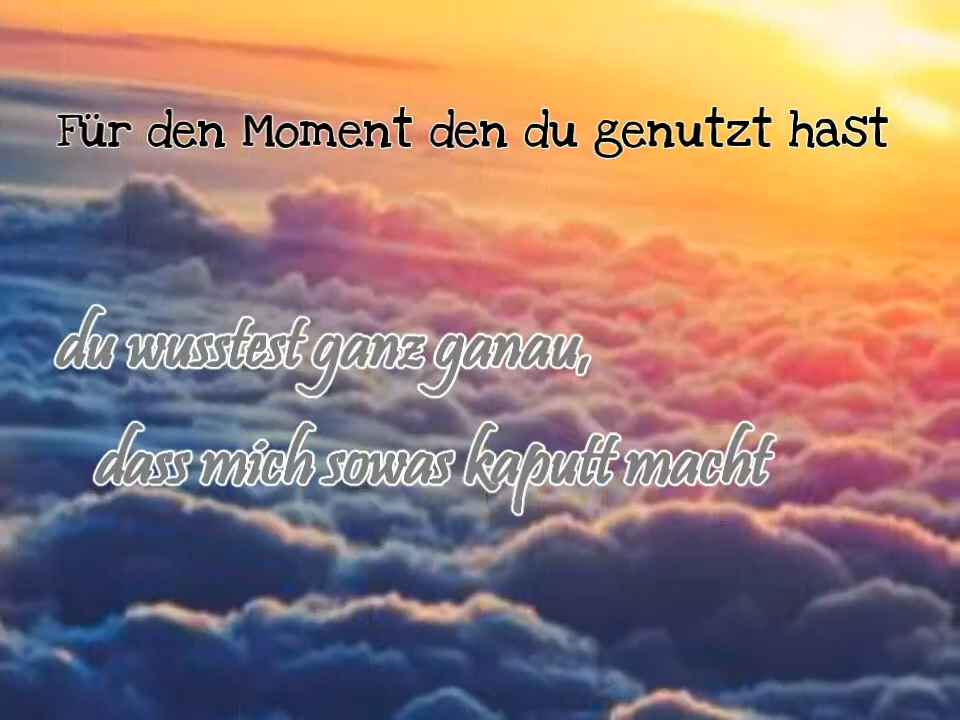 Für den Moment den du genutzt hast
du wusstest ganz ganau,
dass mich sowas kaputt macht